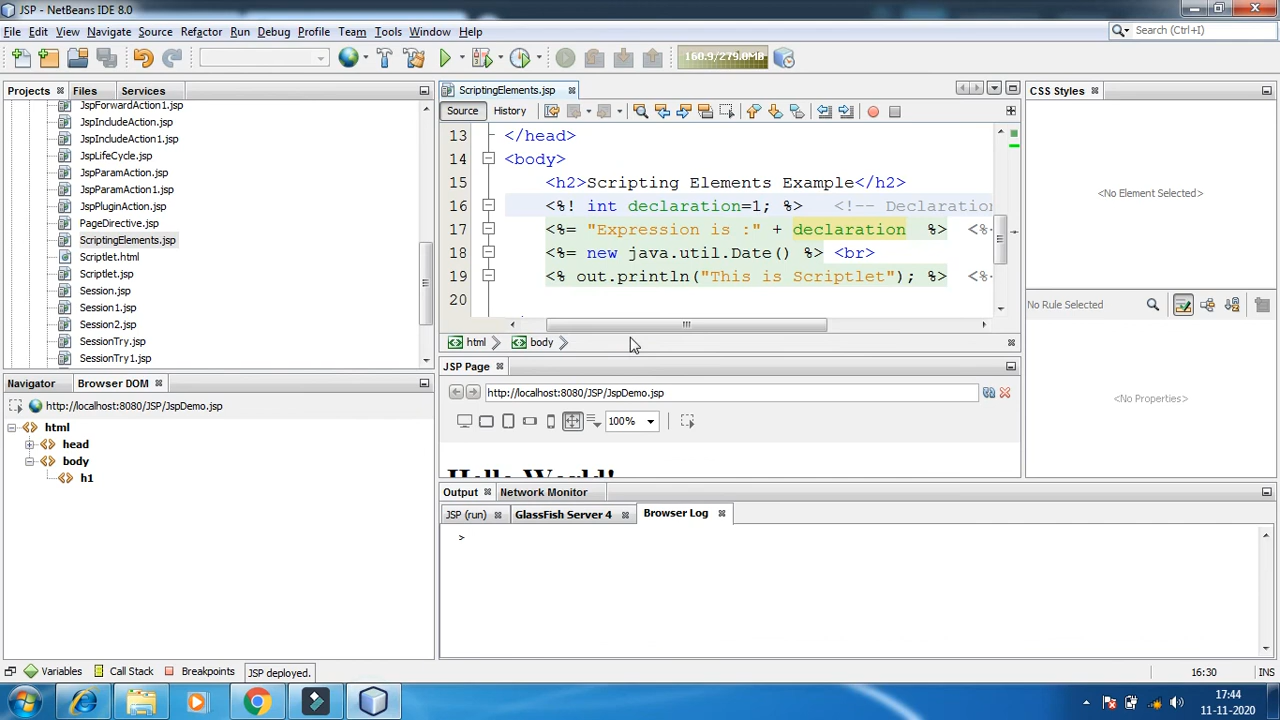 JSP - NetBeans IDE 8.0
File Edit View Navigate Source Refactor Run Debug Profile Team Tools Window Help
Search (Ctrl+I)
160.9/279.0MB
Projects Files Services
ScriptingElements.jsp
CSS Styles
Source History
JspForwardAction1.jsp
JspIncludeAction.jsp
JspIncludeAction1.jsp
JspLifeCycle.jsp
JspParamAction.jsp
JspParamAction1.jsp
JspPluginAction.jsp
PageDirective.jsp
ScriptingElements.jsp
Scriptlet.html
Scriptlet.jsp
Session.jsp
Session1.jsp
Session2.jsp
SessionTry.jsp
SessionTry1.jsp
13 </head>
14 <body>
15 <h2>Scripting Elements Example</h2>
16 <%! int declaration=1; %> <!-- Declaration
17 <%= "Expression is :" + declaration %> <%-
18 <%= new java.util.Date() %> <br>
19 <% out.println("This is Scriptlet"); %> <%-
20
html body
<No Element Selected>
No Rule Selected
<No Properties>
Navigator Browser DOM
http://localhost:8080/JSP/JspDemo.jsp
html
head
body
h1
JSP Page
http://localhost:8080/JSP/JspDemo.jsp
100%
Hello World!
Output Network Monitor
JSP (run) GlassFish Server 4 Browser Log
>
Variables Call Stack Breakpoints JSP deployed.
16:30 INS
17:44
11-11-2020